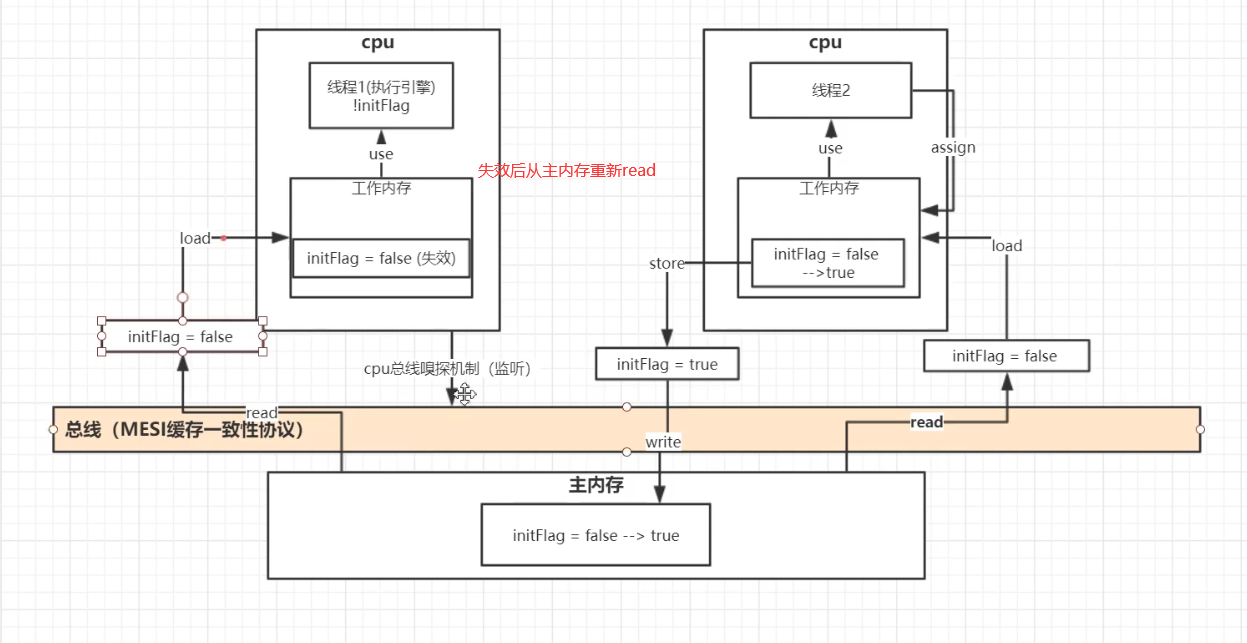 cpu
线程1(执行引擎)
!initFlag
use
工作内存
initFlag = false (失效)
load
initFlag = false
失效后从主内存重新read
cpu
线程2
use
assign
工作内存
initFlag = false
-->true
store
load
initFlag = true
initFlag = false
cpu总线嗅探机制（监听）
read
总线（MESI缓存一致性协议）
write
read
主内存
initFlag = false --> true